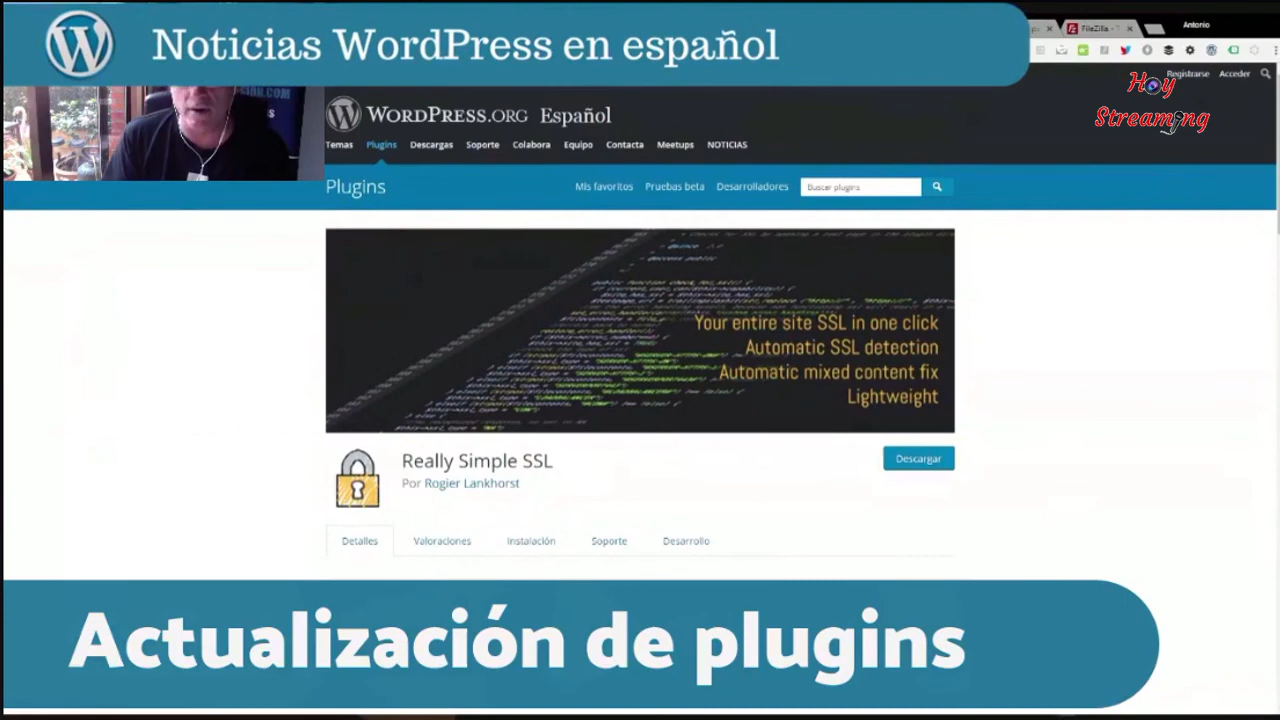 Noticias WordPress en español
FileZilla
Antonio
Registrarse Acceder
Hoy
Streaming
WORDPRESS.ORG Español
Temas Plugins Descargas Soporte Colabora Equipo Contacta Meetups NOTICIAS
Plugins
Mis favoritos Pruebas beta Desarrolladores Buscar plugins
Your entire site SSL in one click
Automatic SSL detection
Automatic mixed content fix
Lightweight
Really Simple SSL
Descargar
Por Rogier Lankhorst
Detalles Valoraciones Instalación Soporte Desarrollo
Actualización de plugins